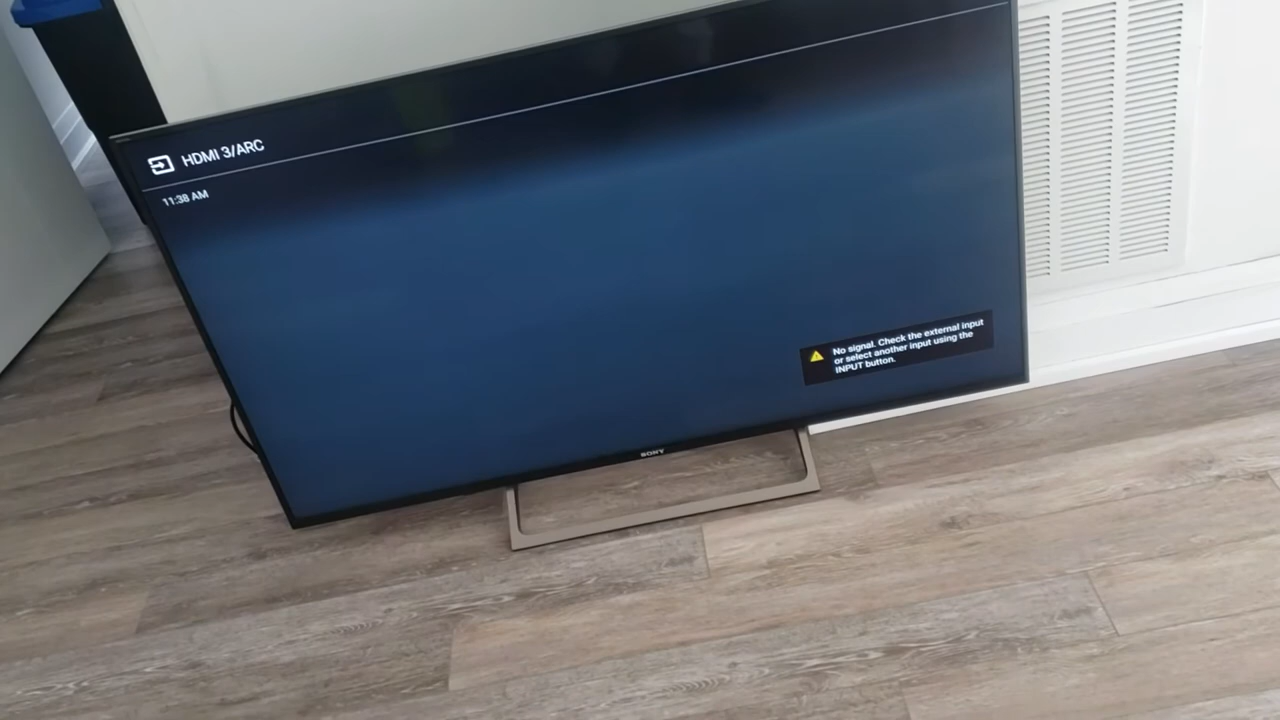 HDMI 3/ARC
11:38 AM
No signal. Check the external input
or select another input using the
INPUT button.
SONY